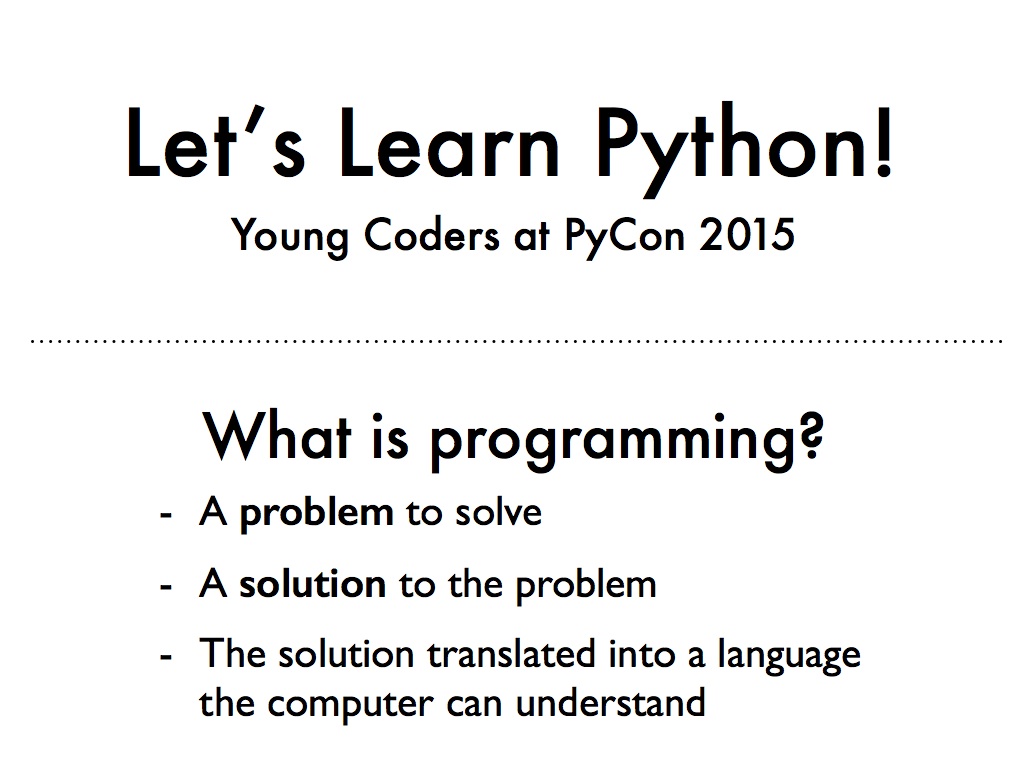 Let’s Learn Python!
Young Coders at PyCon 2015
What is programming?
- A problem to solve
- A solution to the problem
- The solution translated into a language
the computer can understand